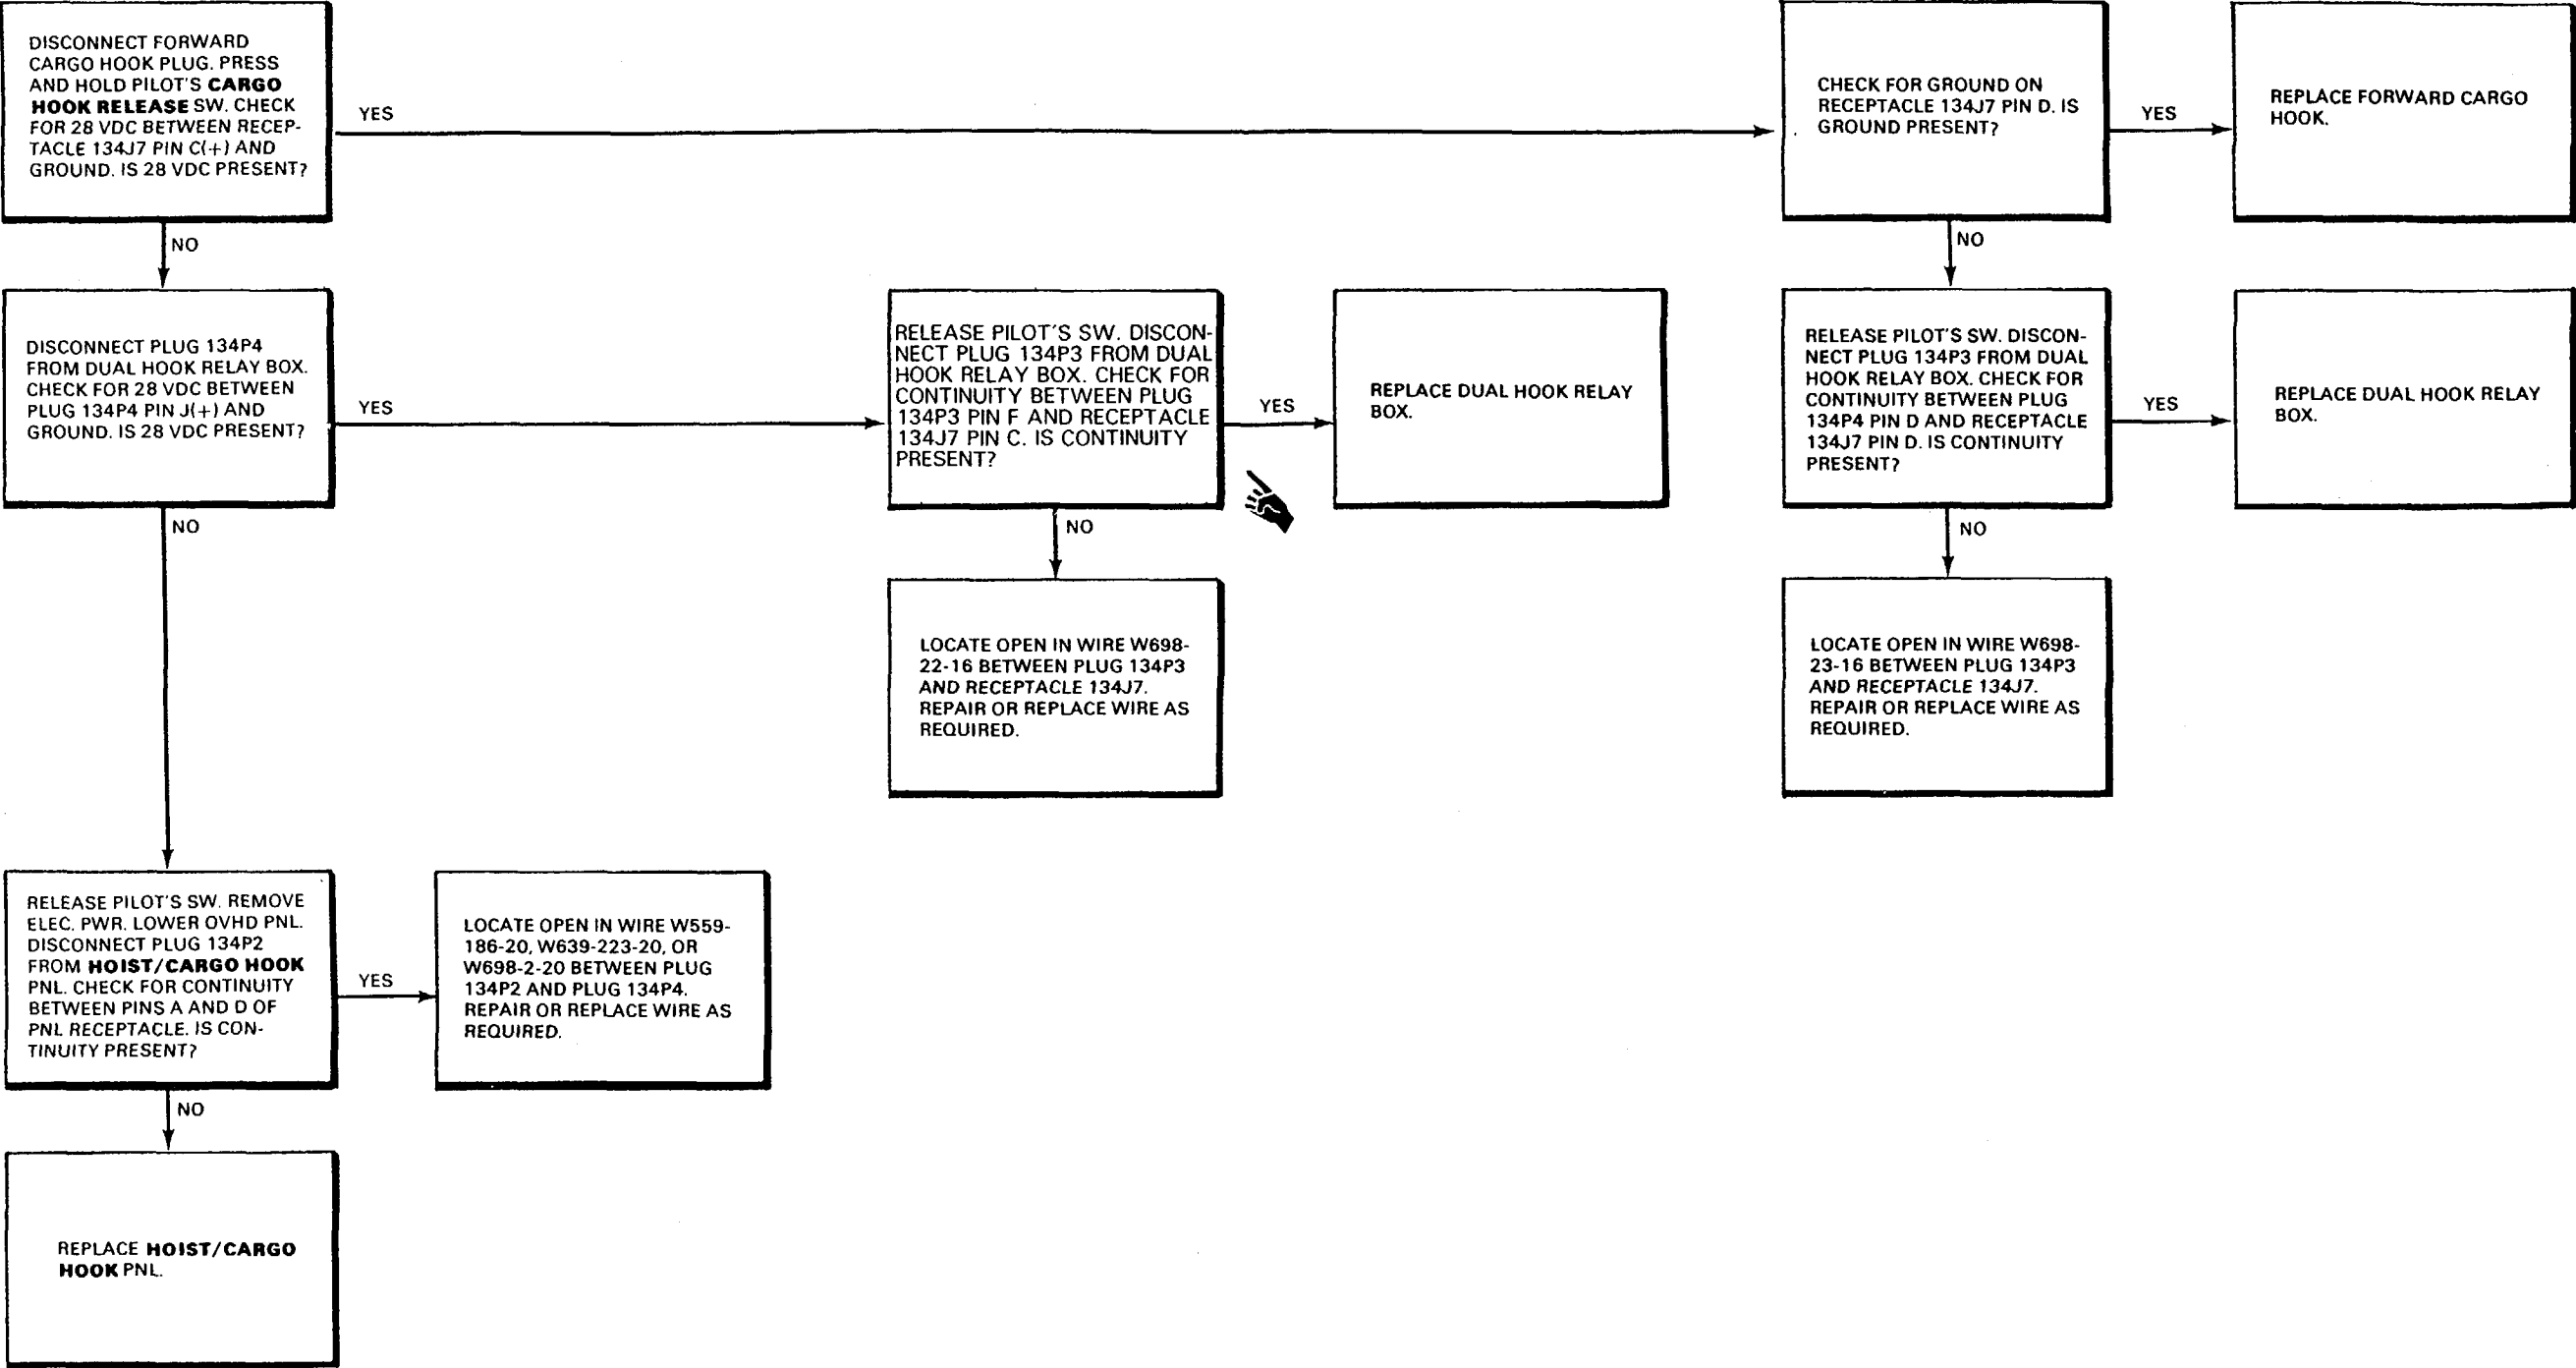 DISCONNECT FORWARD
CARGO HOOK PLUG. PRESS
AND HOLD PILOT'S CARGO
HOOK RELEASE SW. CHECK
FOR 28 VDC BETWEEN RECEP-
TACLE 134J7 PIN C(+) AND
GROUND. IS 28 VDC PRESENT?
YES
CHECK FOR GROUND ON
RECEPTACLE 134J7 PIN D. IS
GROUND PRESENT?
YES
REPLACE FORWARD CARGO
HOOK.
NO
NO
DISCONNECT PLUG 134P4
FROM DUAL HOOK RELAY BOX.
CHECK FOR 28 VDC BETWEEN
PLUG 134P4 PIN J(+) AND
GROUND. IS 28 VDC PRESENT?
YES
RELEASE PILOT'S SW. DISCON-
NECT PLUG 134P3 FROM DUAL
HOOK RELAY BOX. CHECK FOR
CONTINUITY BETWEEN PLUG
134P3 PIN F AND RECEPTACLE
134J7 PIN C. IS CONTINUITY
PRESENT?
YES
REPLACE DUAL HOOK RELAY
BOX.
RELEASE PILOT'S SW. DISCON-
NECT PLUG 134P3 FROM DUAL
HOOK RELAY BOX. CHECK FOR
CONTINUITY BETWEEN PLUG
134P4 PIN D AND RECEPTACLE
134J7 PIN D. IS CONTINUITY
PRESENT?
YES
REPLACE DUAL HOOK RELAY
BOX.
NO
NO
NO
LOCATE OPEN IN WIRE W698-
22-16 BETWEEN PLUG 134P3
AND RECEPTACLE 134J7.
REPAIR OR REPLACE WIRE AS
REQUIRED.
LOCATE OPEN IN WIRE W698-
23-16 BETWEEN PLUG 134P3
AND RECEPTACLE 134J7.
REPAIR OR REPLACE WIRE AS
REQUIRED.
RELEASE PILOT'S SW. REMOVE
ELEC. PWR. LOWER OVHD PNL.
DISCONNECT PLUG 134P2
FROM HOIST/CARGO HOOK
PNL. CHECK FOR CONTINUITY
BETWEEN PINS A AND D OF
PNL RECEPTACLE. IS CON-
TINUITY PRESENT?
YES
LOCATE OPEN IN WIRE W559-
186-20, W639-223-20, OR
W698-2-20 BETWEEN PLUG
134P2 AND PLUG 134P4.
REPAIR OR REPLACE WIRE AS
REQUIRED.
NO
REPLACE HOIST/CARGO
HOOK PNL.